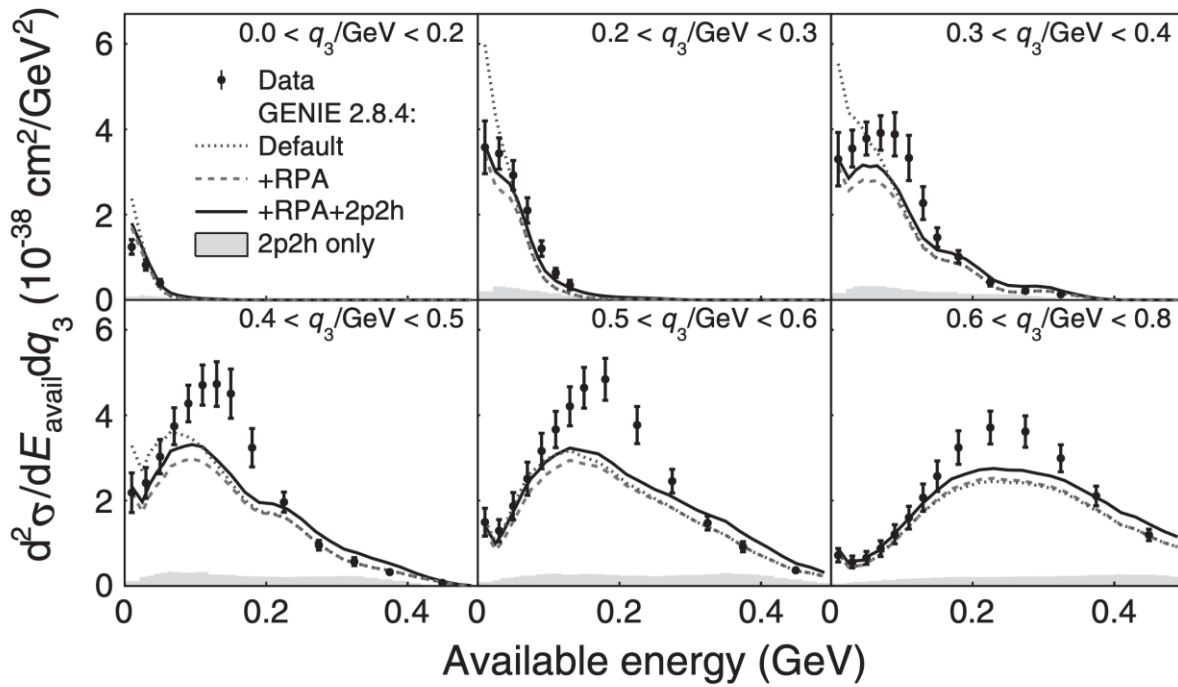 d²σ/dE_avail dq₃ (10⁻³⁸ cm²/GeV²)
0.0 < q₃/GeV < 0.2
0.2 < q₃/GeV < 0.3
0.3 < q₃/GeV < 0.4
6
4
2
0
Data
GENIE 2.8.4:
Default
+RPA
+RPA+2p2h
2p2h only
0.4 < q₃/GeV < 0.5
0.5 < q₃/GeV < 0.6
0.6 < q₃/GeV < 0.8
6
4
2
0
0 0.2 0.4 0 0.2 0.4 0 0.2 0.4
Available energy (GeV)